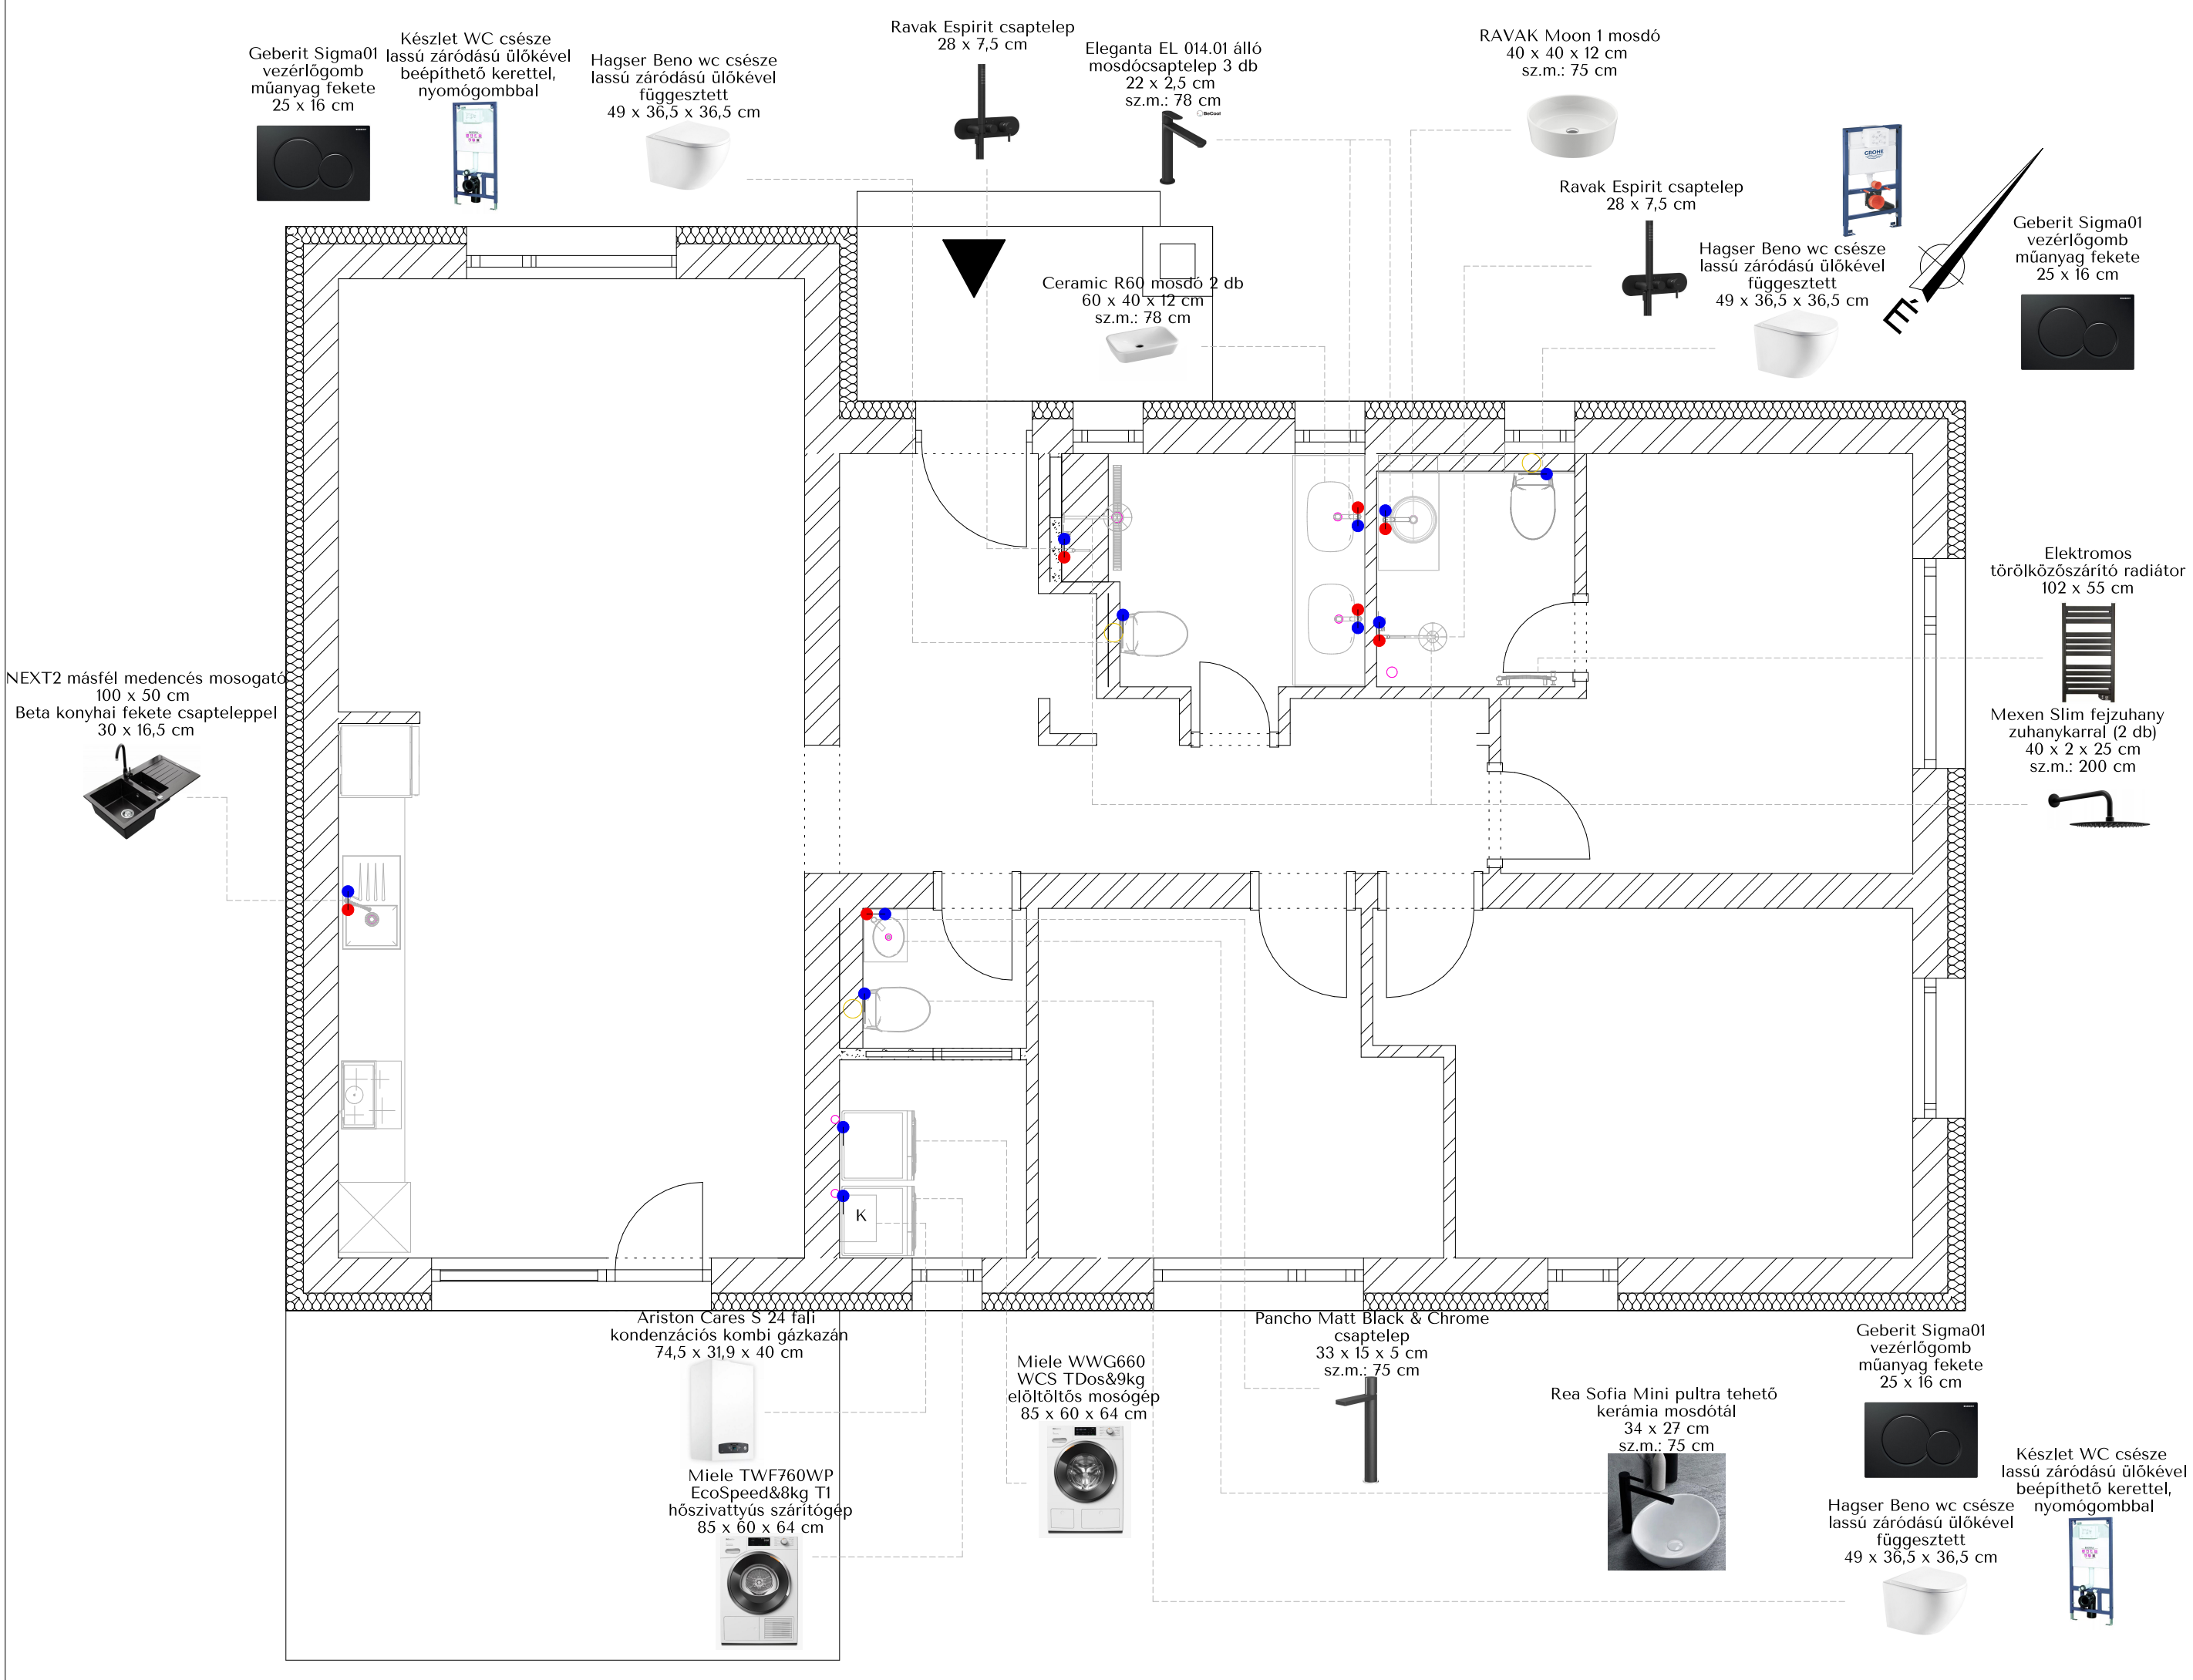 Geberit Sigma01
vezérlőgomb
műanyag fekete
25 x 16 cm
Készlet WC csésze
lassú záródású ülőkével
beépíthető kerettel,
nyomógombbal
Hagser Beno wc csésze
lassú záródású ülőkével
függesztett
49 x 36,5 x 36,5 cm
Ravak Espirit csaptelep
28 x 7,5 cm
Eleganta EL 014.01 álló
mosdócsaptelep 3 db
22 x 2,5 cm
sz.m.: 78 cm
BeCool
RAVAK Moon 1 mosdó
40 x 40 x 12 cm
sz.m.: 75 cm
Ravak Espirit csaptelep
28 x 7,5 cm
GROHE
Hagser Beno wc csésze
lassú záródású ülőkével
függesztett
49 x 36,5 x 36,5 cm
Geberit Sigma01
vezérlőgomb
műanyag fekete
25 x 16 cm
É
Ceramic R60 mosdó 2 db
60 x 40 x 12 cm
sz.m.: 78 cm
Elektromos
törölközőszárító radiátor
102 x 55 cm
NEXT2 másfél medencés mosogató
100 x 50 cm
Beta konyhai fekete csapteleppel
30 x 16,5 cm
Mexen Slim fejzuhany
zuhanykarral (2 db)
40 x 2 x 25 cm
sz.m.: 200 cm
K
Ariston Cares S 24 fali
kondenzációs kombi gázkazán
74,5 x 31,9 x 40 cm
Miele TWF760WP
EcoSpeed&8kg T1
hőszivattyús szárítógép
85 x 60 x 64 cm
Miele WWG660
WCS TDos&9kg
elöltöltős mosógép
85 x 60 x 64 cm
Pancho Matt Black & Chrome
csaptelep
33 x 15 x 5 cm
sz.m.: 75 cm
Rea Sofia Mini pultra tehető
kerámia mosdótál
34 x 27 cm
sz.m.: 75 cm
Geberit Sigma01
vezérlőgomb
műanyag fekete
25 x 16 cm
Hagser Beno wc csésze
lassú záródású ülőkével
függesztett
49 x 36,5 x 36,5 cm
Készlet WC csésze
lassú záródású ülőkével
beépíthető kerettel,
nyomógombbal